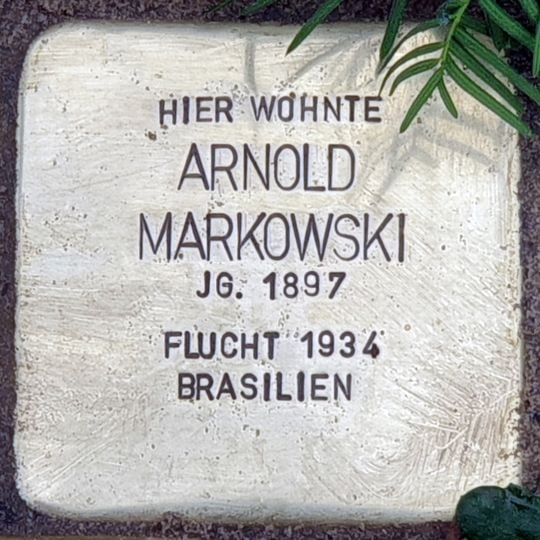 HIER WOHNTE
ARNOLD
MARKOWSKI
JG. 1897
FLUCHT 1934
BRASILIEN